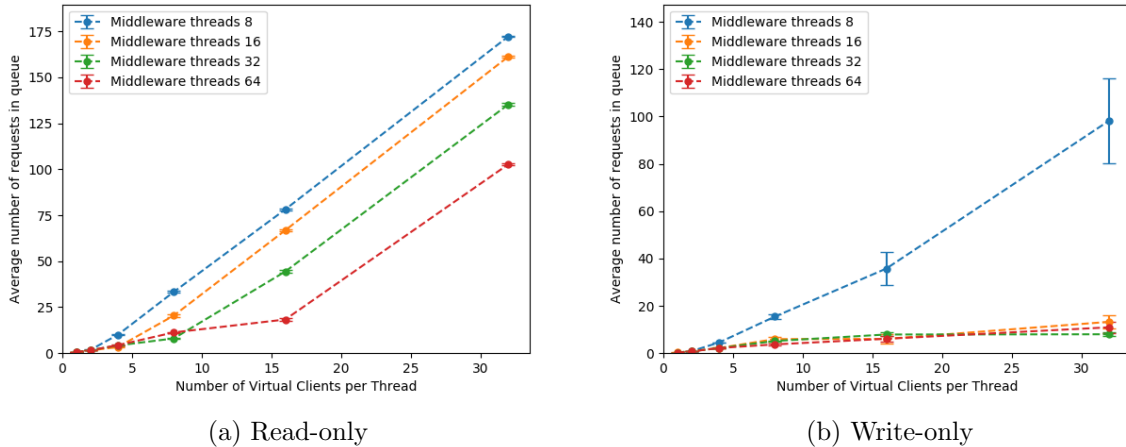 Middleware threads 8
Middleware threads 16
Middleware threads 32
Middleware threads 64
175
150
125
100
75
50
25
0
Average number of requests in queue
0
5
10
15
20
25
30
Number of Virtual Clients per Thread
(a) Read-only
Middleware threads 8
Middleware threads 16
Middleware threads 32
Middleware threads 64
140
120
100
80
60
40
20
0
Average number of requests in queue
0
5
10
15
20
25
30
Number of Virtual Clients per Thread
(b) Write-only